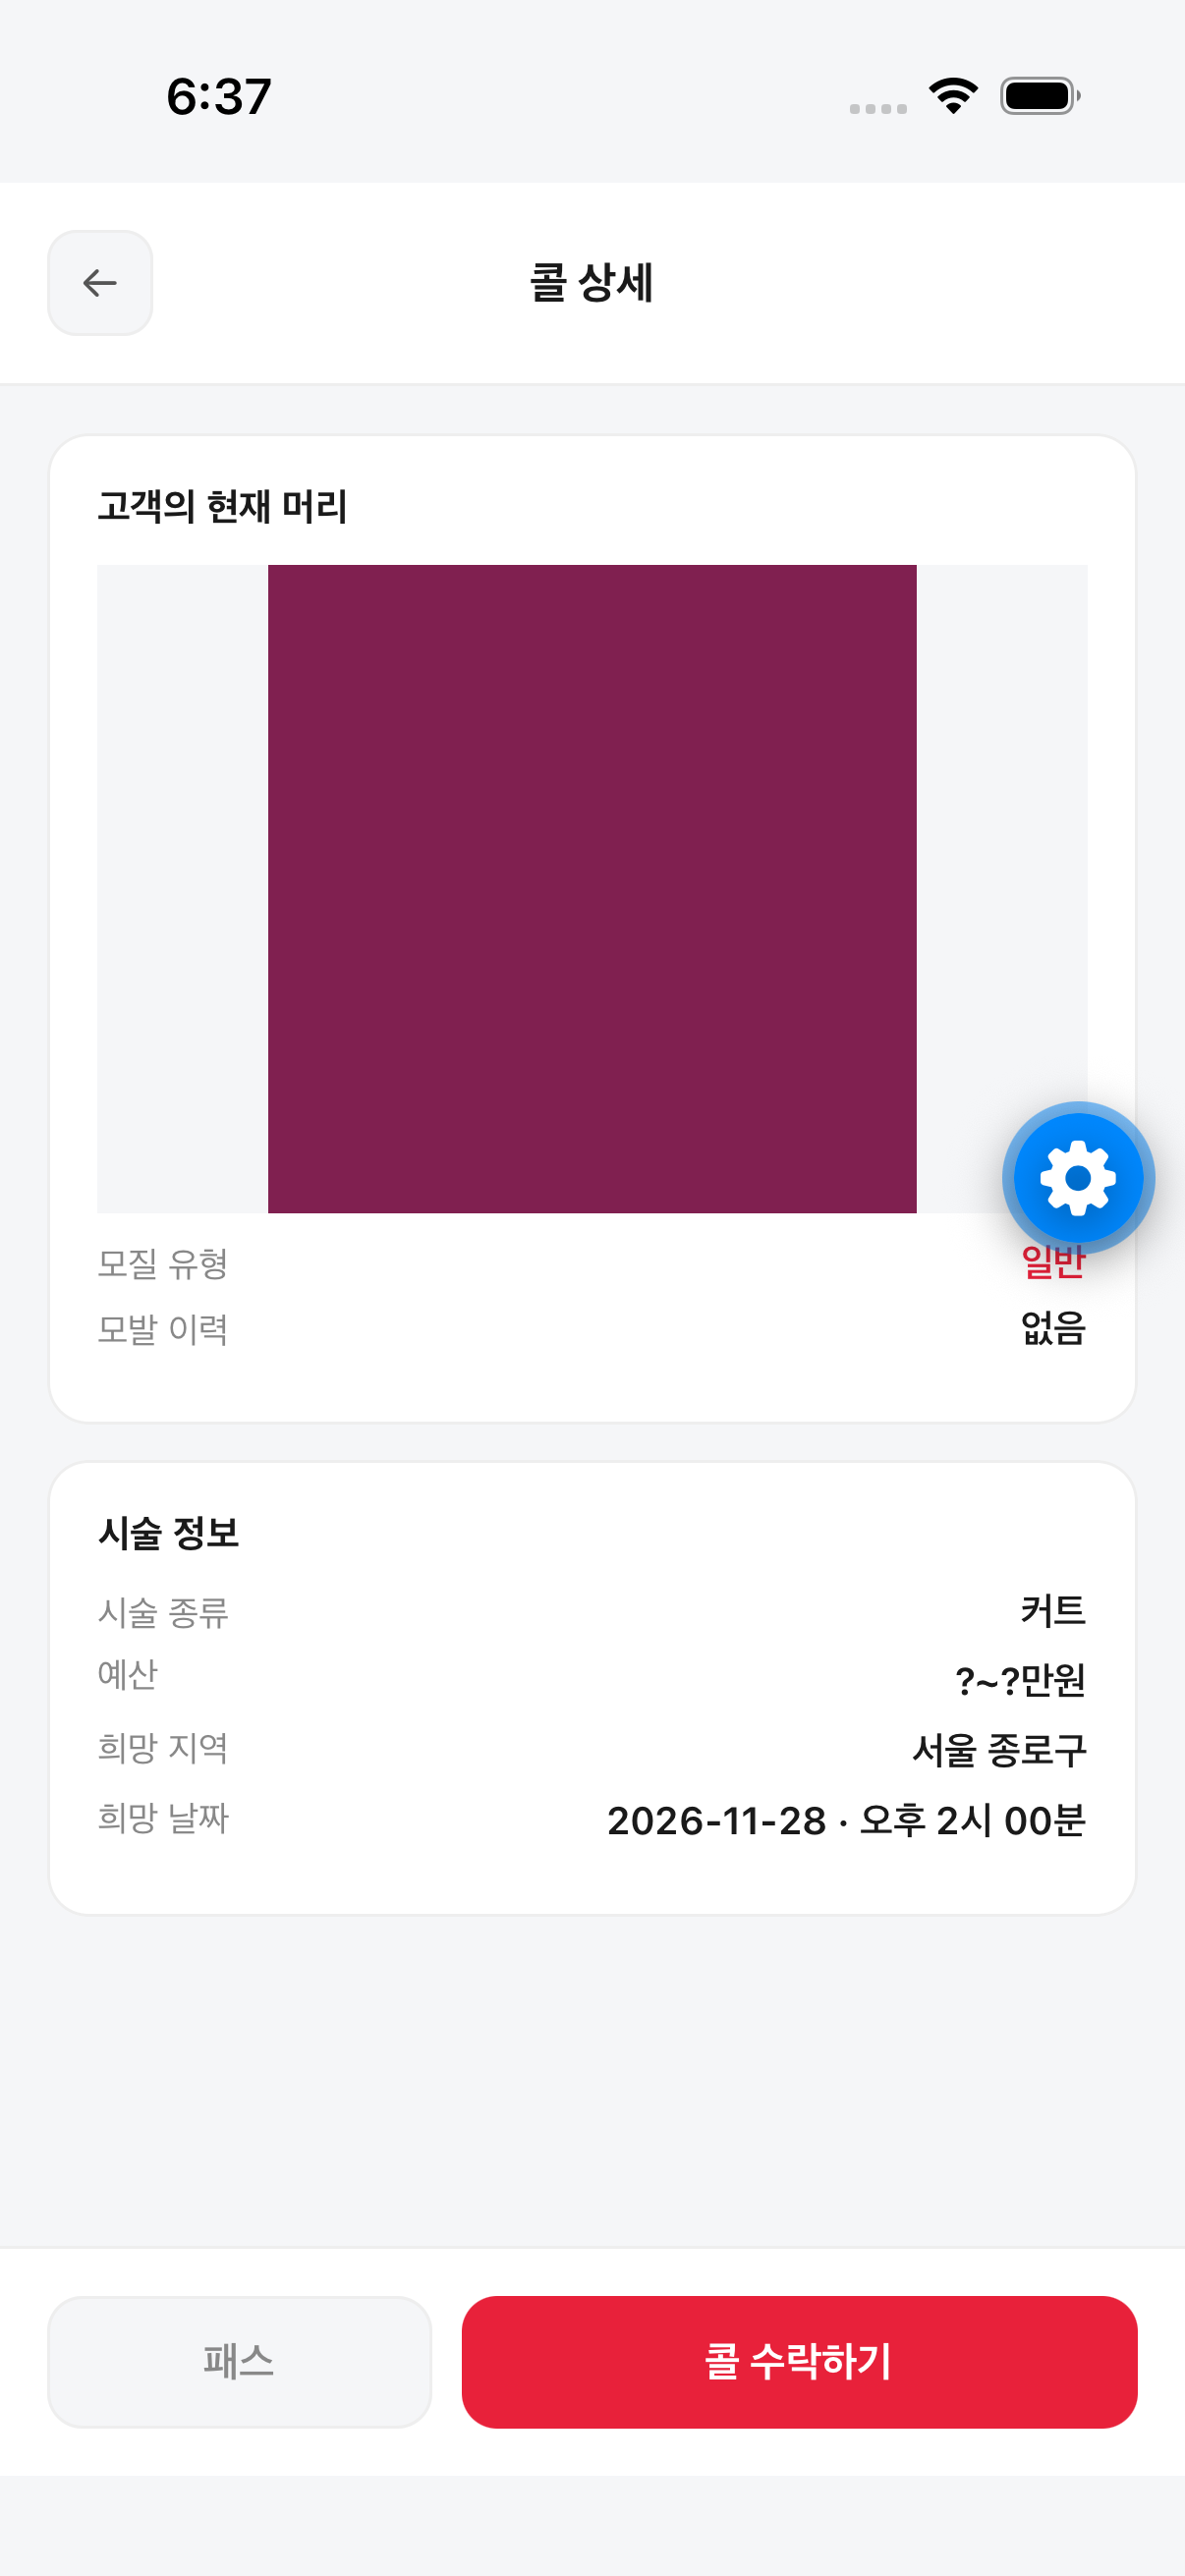 6:37
콜 상세
고객의 현재 머리
모질 유형 일반
모발 이력 없음
시술 정보
시술 종류 커트
예산 ?~?만원
희망 지역 서울 종로구
희망 날짜 2026-11-28 · 오후 2시 00분
패스 콜 수락하기